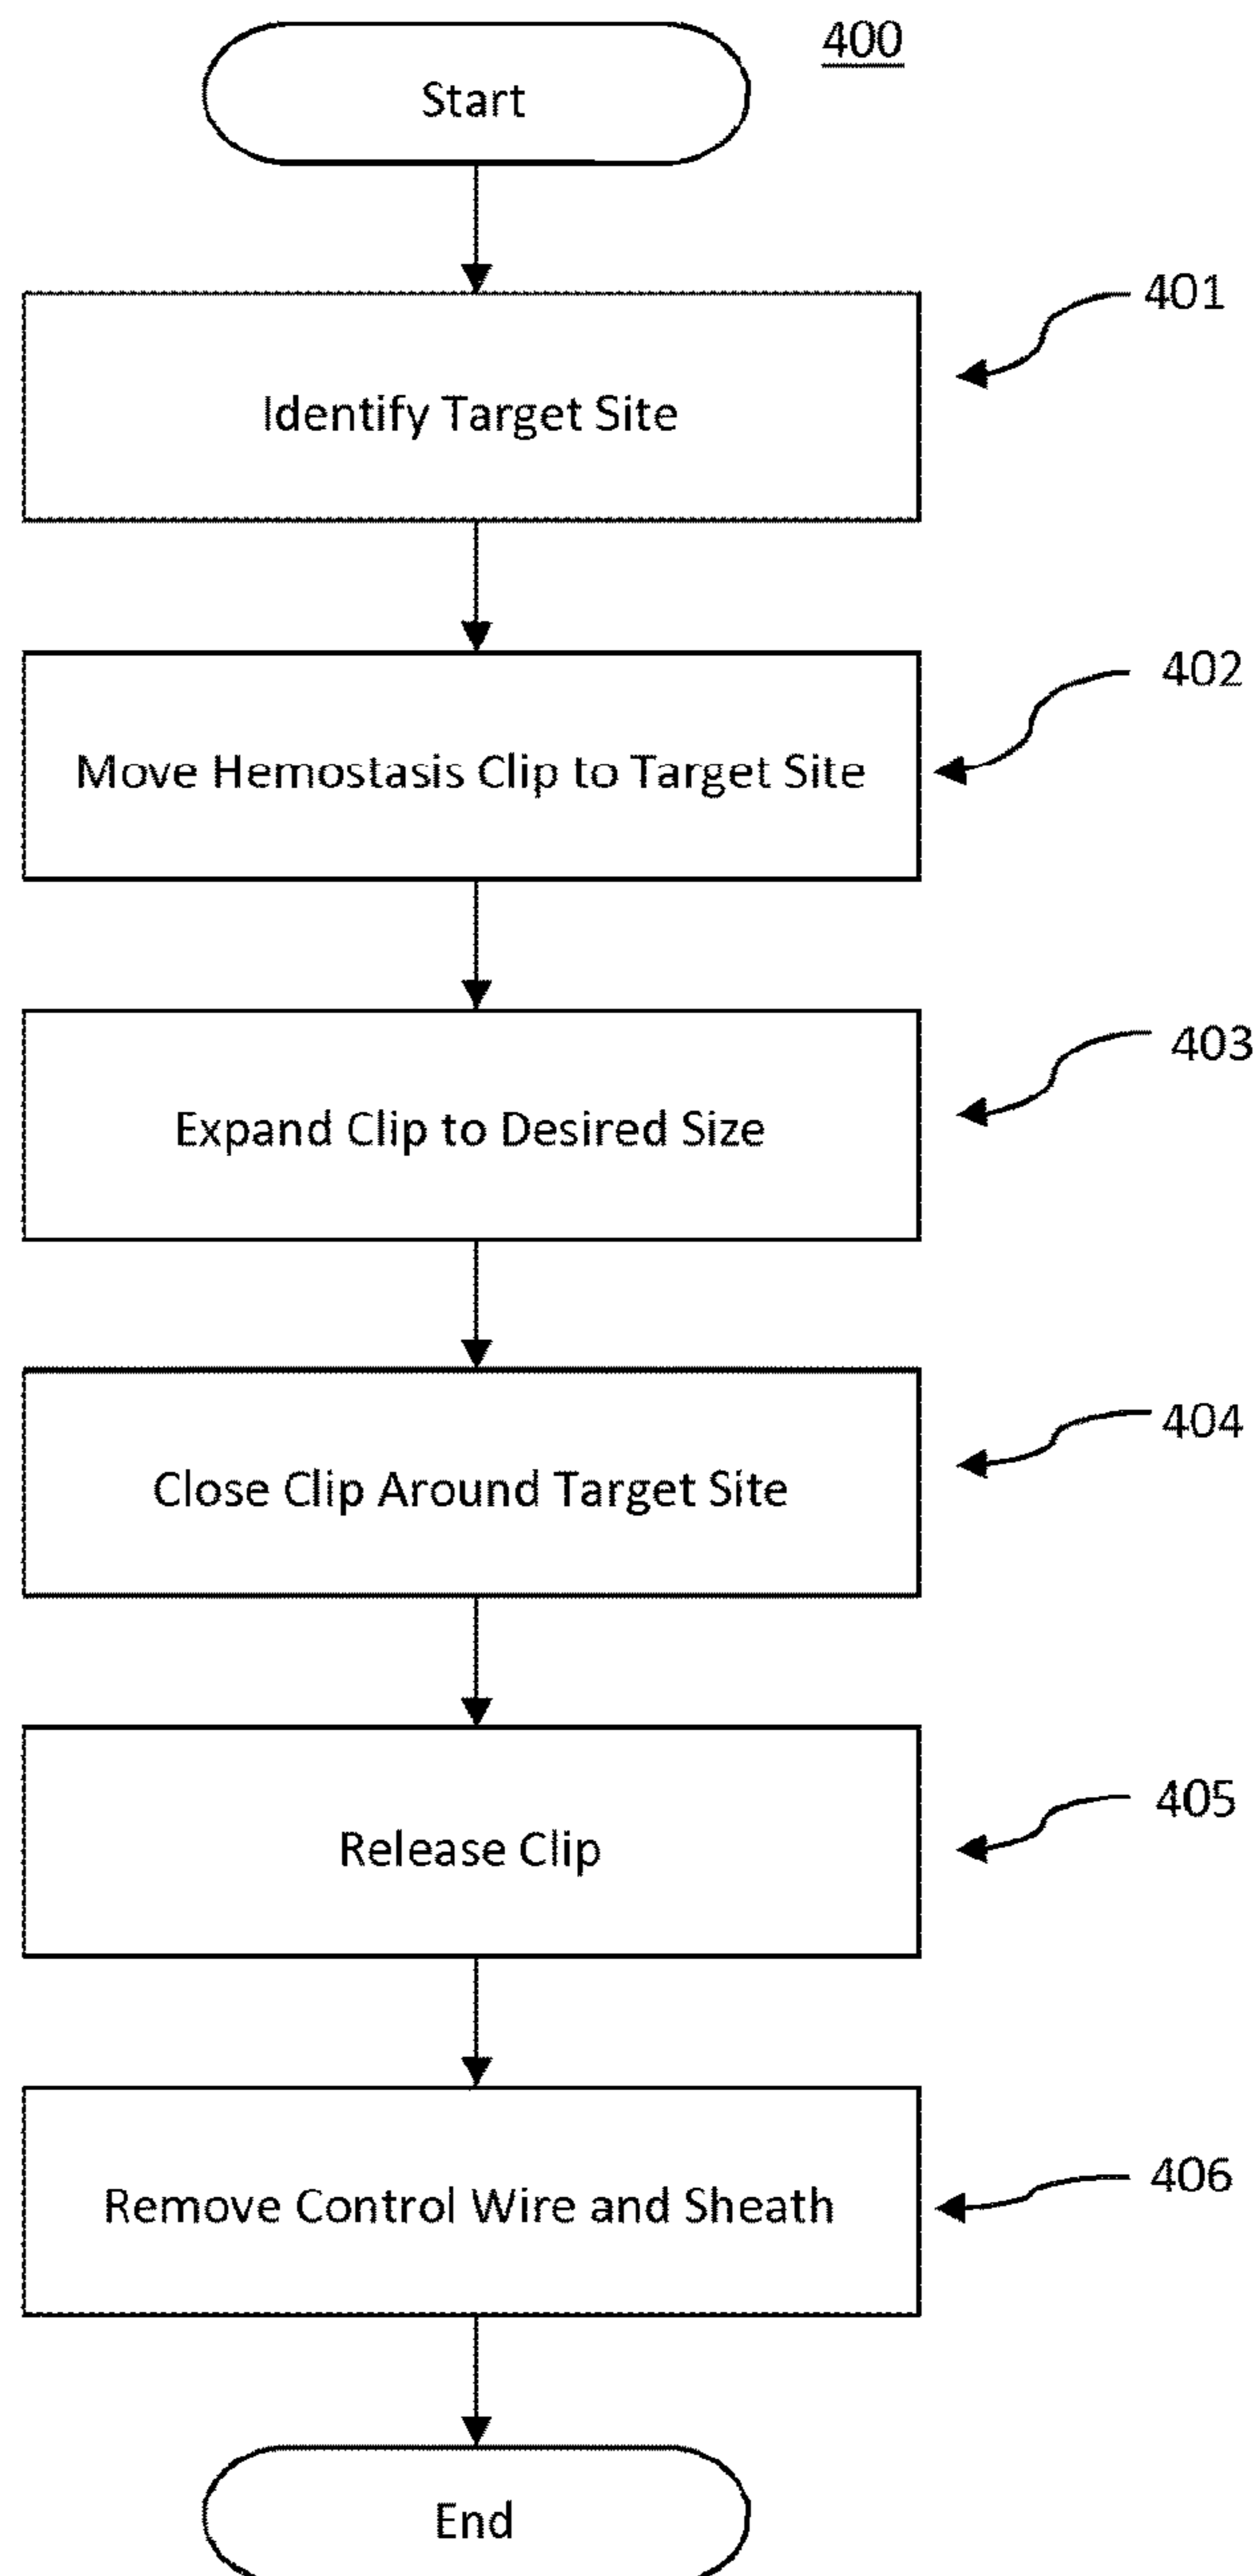 400
Start
401
Identify Target Site
402
Move Hemostasis Clip to Target Site
403
Expand Clip to Desired Size
404
Close Clip Around Target Site
405
Release Clip
406
Remove Control Wire and Sheath
End